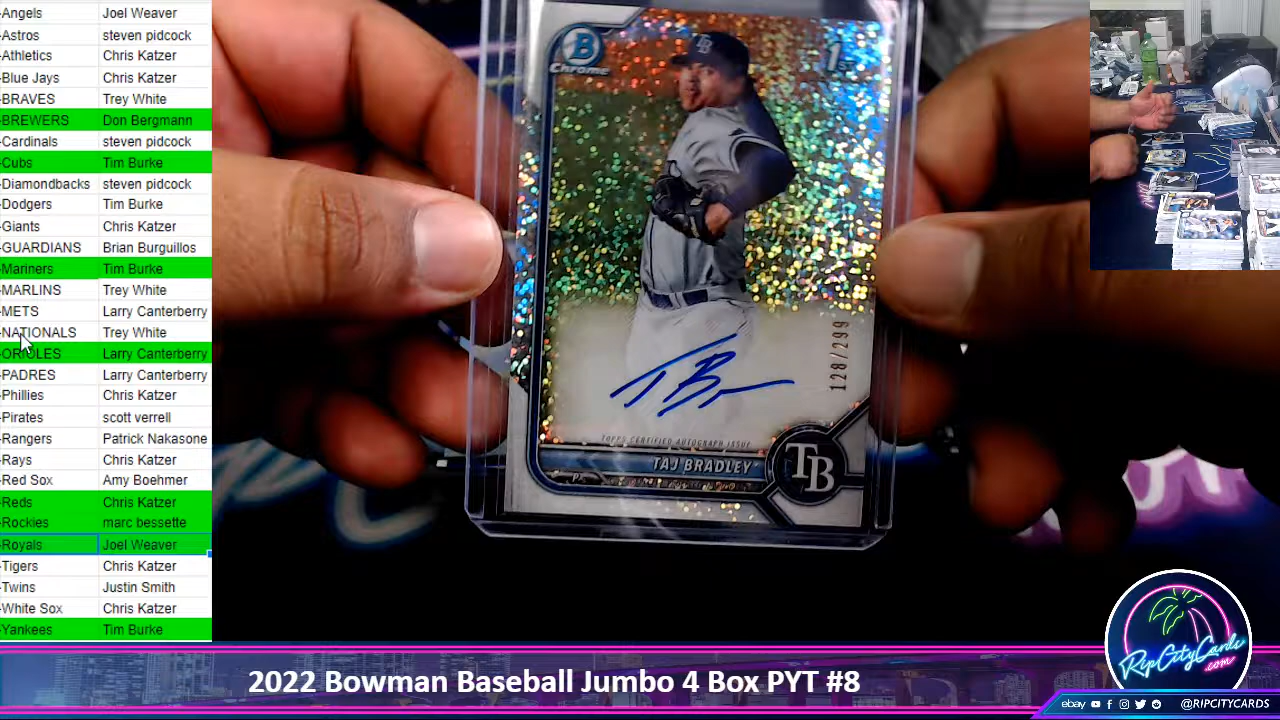 -Angels Joel Weaver
-Astros steven pidcock
-Athletics Chris Katzer
-Blue Jays Chris Katzer
-BRAVES Trey White
-BREWERS Don Bergmann
-Cardinals steven pidcock
-Cubs Tim Burke
-Diamondbacks steven pidcock
-Dodgers Tim Burke
-Giants Chris Katzer
-GUARDIANS Brian Burguillos
-Mariners Tim Burke
-MARLINS Trey White
-METS Larry Canterberry
-NATIONALS Trey White
-ORIOLES Larry Canterberry
-PADRES Larry Canterberry
-Phillies Chris Katzer
-Pirates scott verrell
-Rangers Patrick Nakasone
-Rays Chris Katzer
-Red Sox Amy Boehmer
-Reds Chris Katzer
-Rockies marc bessette
-Royals Joel Weaver
-Tigers Chris Katzer
-Twins Justin Smith
-White Sox Chris Katzer
-Yankees Tim Burke
B
Chrome
1ST
TB
128/299
TOPPS CERTIFIED AUTOGRAPH ISSUE
TAJ BRADLEY
P
TB
RipCityCards
.com
2022 Bowman Baseball Jumbo 4 Box PYT #8
ebay @RIPCITYCARDS